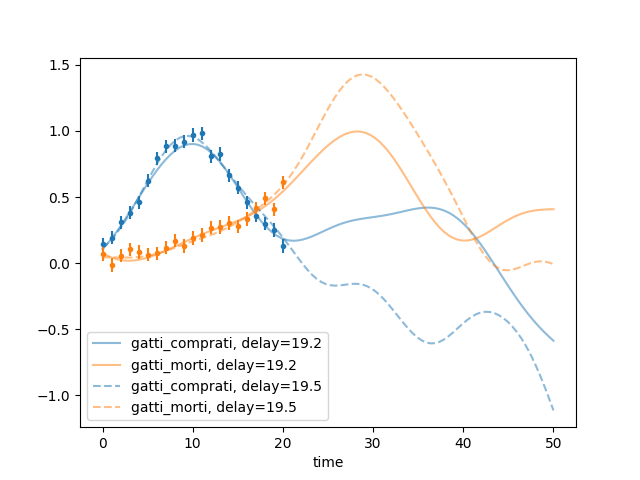 1.5
1.0
0.5
0.0
−0.5
−1.0
gatti_comprati, delay=19.2
gatti_morti, delay=19.2
gatti_comprati, delay=19.5
gatti_morti, delay=19.5
0 10 20 30 40 50
time